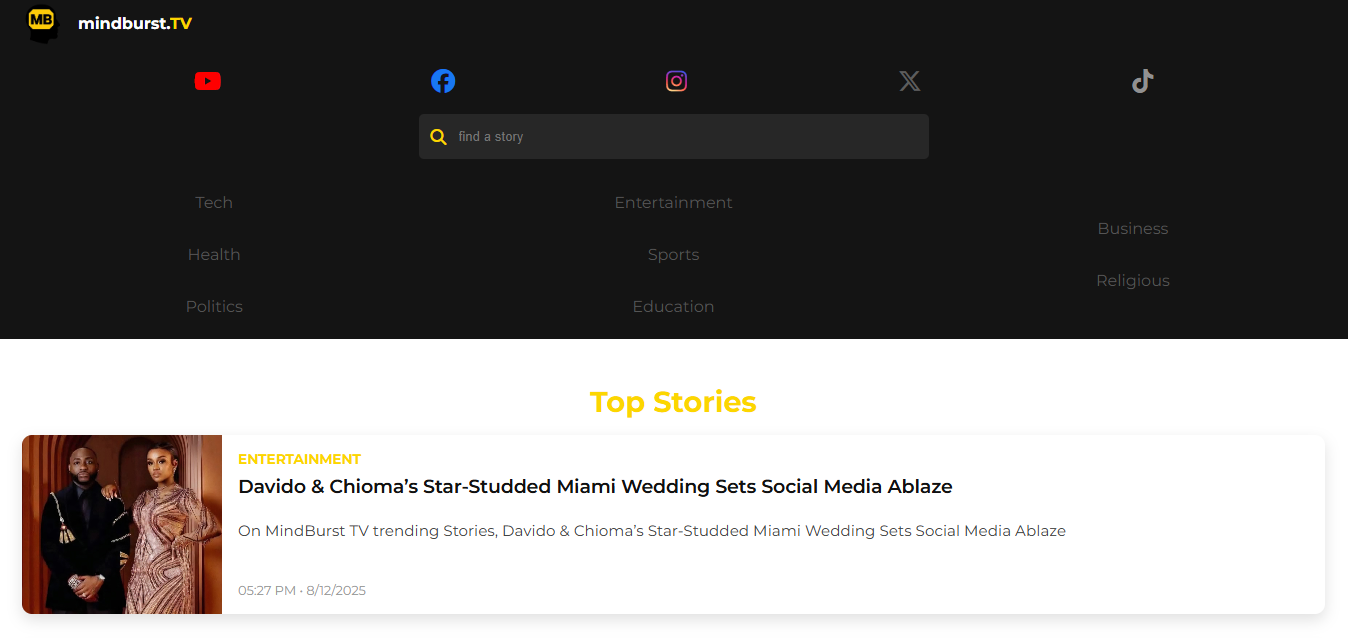 MB
mindburst.TV
find a story
Tech
Entertainment
Business
Health
Sports
Religious
Politics
Education
Top Stories
ENTERTAINMENT
Davido & Chioma’s Star-Studded Miami Wedding Sets Social Media Ablaze
On MindBurst TV trending Stories, Davido & Chioma’s Star-Studded Miami Wedding Sets Social Media Ablaze
05:27 PM • 8/12/2025